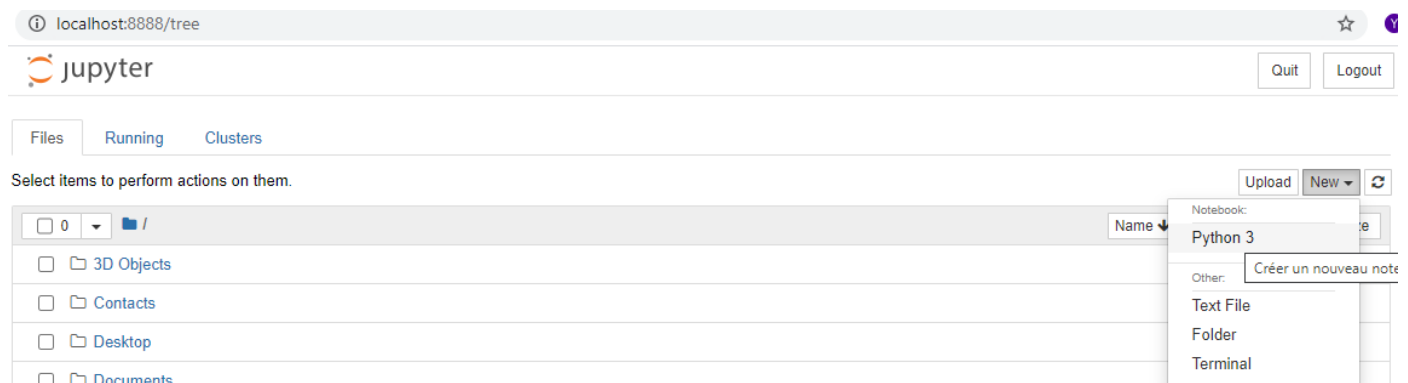 localhost:8888/tree
Y
jupyter
Quit Logout
Files Running Clusters
Select items to perform actions on them.
Upload New
0 / Name
Notebook:
Python 3
Créer un nouveau note
3D Objects
Other:
Contacts
Text File
Desktop
Folder
Terminal
Documents